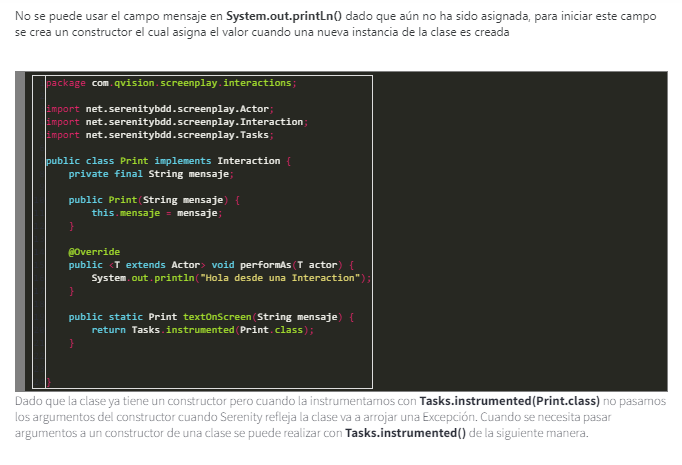 No se puede usar el campo mensaje en System.out.printLn() dado que aún no ha sido asignada, para iniciar este campo
se crea un constructor el cual asigna el valor cuando una nueva instancia de la clase es creada
package com.qvision.screenplay.interactions;
import net.serenitybdd.screenplay.Actor;
import net.serenitybdd.screenplay.Interaction;
import net.serenitybdd.screenplay.Tasks;
public class Print implements Interaction {
private final String mensaje;
public Print(String mensaje) {
this.mensaje = mensaje;
}
@Override
public <T extends Actor> void performAs(T actor) {
System.out.println("Hola desde una Interaction");
}
public static Print textOnScreen(String mensaje) {
return Tasks.instrumented(Print.class);
}
}
Dado que la clase ya tiene un constructor pero cuando la instrumentamos con Tasks.instrumented(Print.class) no pasamos
los argumentos del constructor cuando Serenity refleja la clase va a arrojar una Excepción. Cuando se necesita pasar
argumentos a un constructor de una clase se puede realizar con Tasks.instrumented() de la siguiente manera.